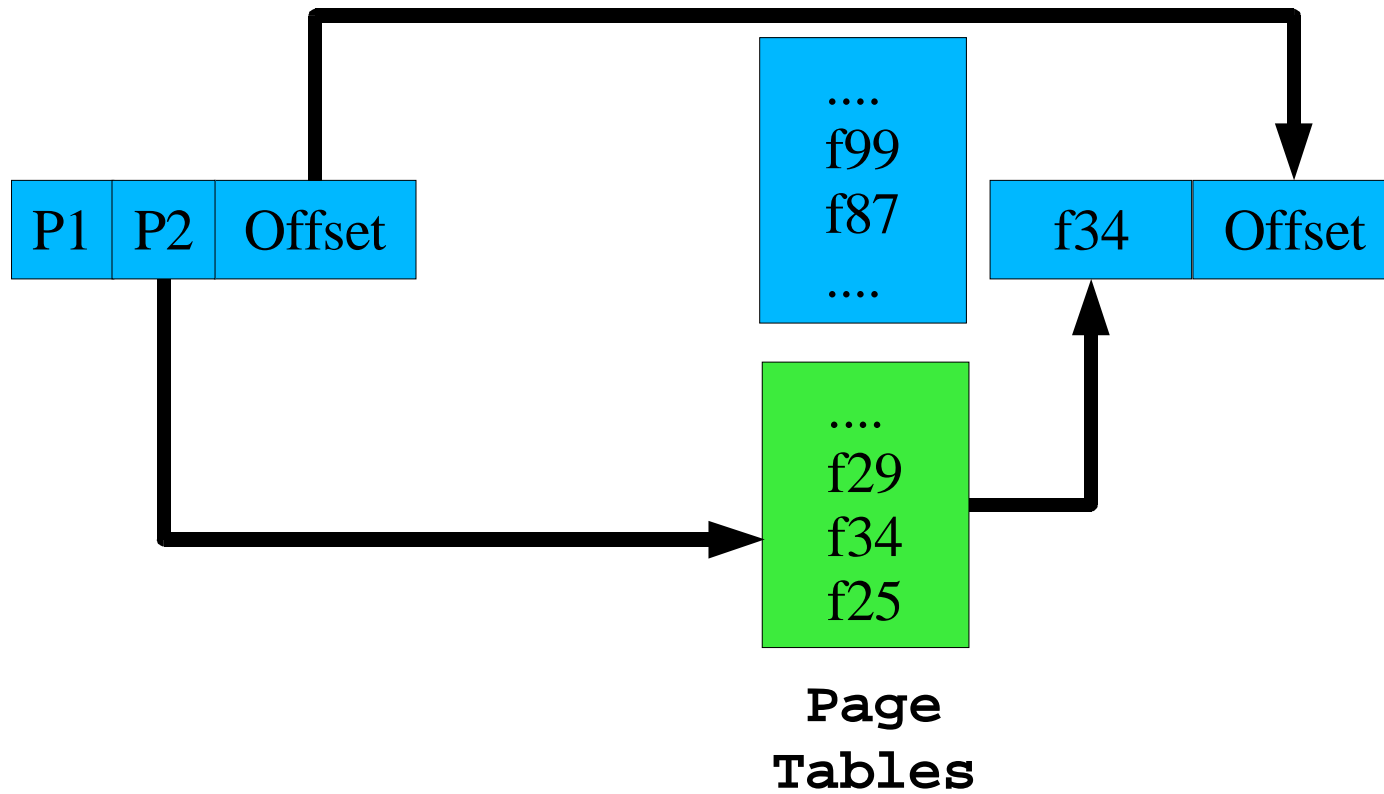 P1 P2 Offset
....
f99
f87
....
f34 Offset
....
f29
f34
f25
Page
Tables